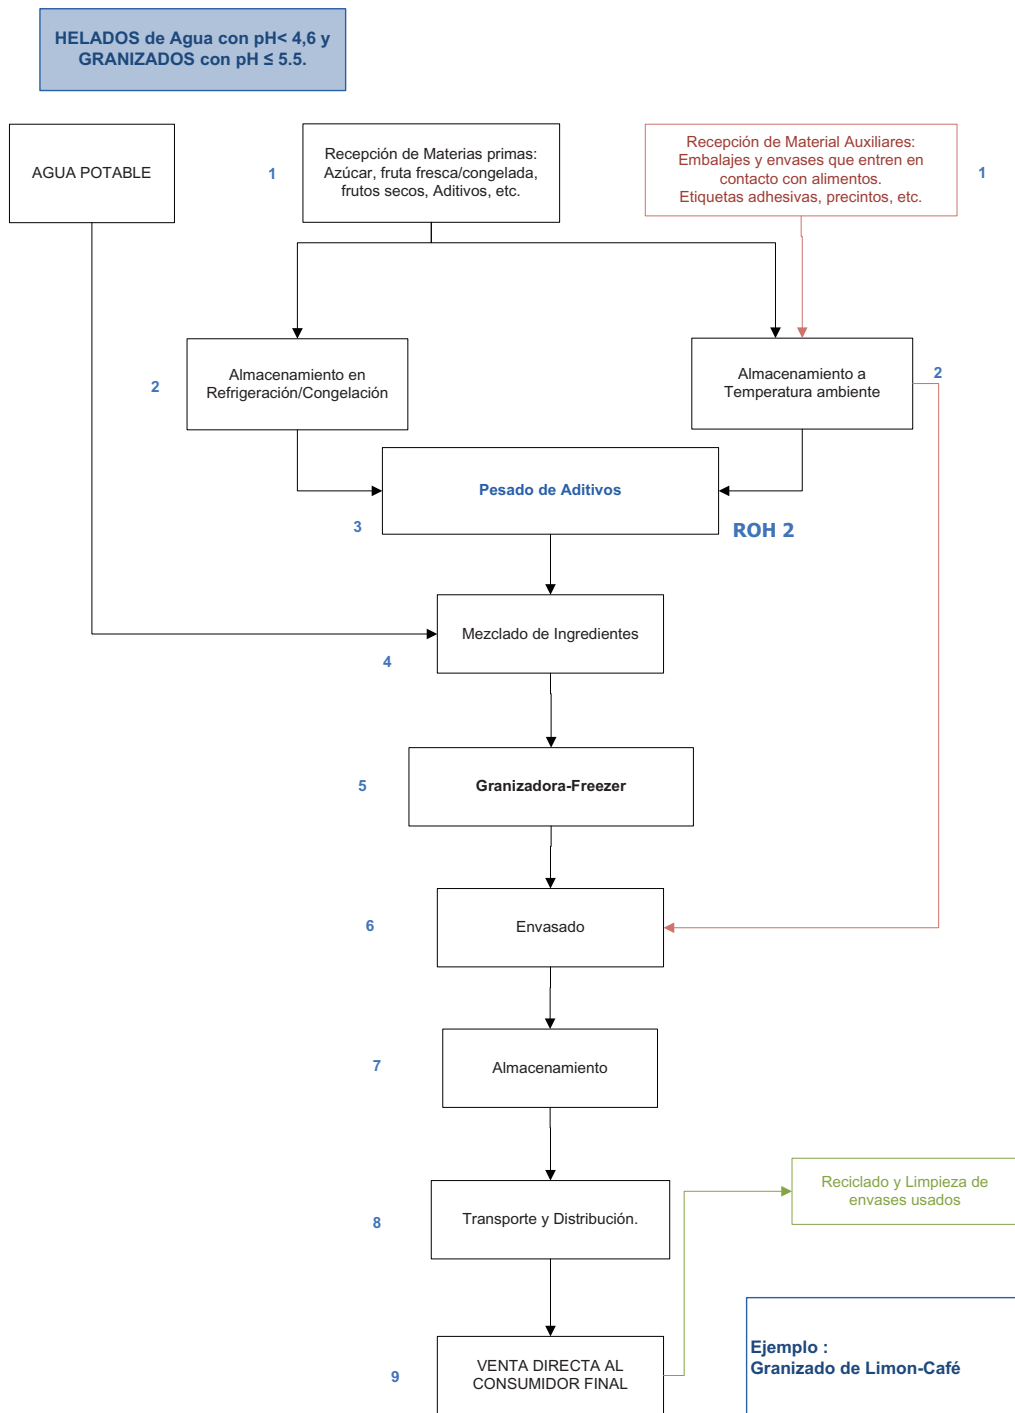 HELADOS de Agua con pH< 4,6 y
GRANIZADOS con pH ≤ 5.5.
AGUA POTABLE
1
Recepción de Materias primas:
Azúcar, fruta fresca/congelada,
frutos secos, Aditivos, etc.
Recepción de Material Auxiliares:
Embalajes y envases que entren en
contacto con alimentos.
Etiquetas adhesivas, precintos, etc.
1
2
Almacenamiento en
Refrigeración/Congelación
Almacenamiento a
Temperatura ambiente
2
Pesado de Aditivos
3
ROH 2
Mezclado de Ingredientes
4
5
Granizadora-Freezer
6
Envasado
7
Almacenamiento
8
Transporte y Distribución.
Reciclado y Limpieza de
envases usados
9
VENTA DIRECTA AL
CONSUMIDOR FINAL
Ejemplo :
Granizado de Limon-Café